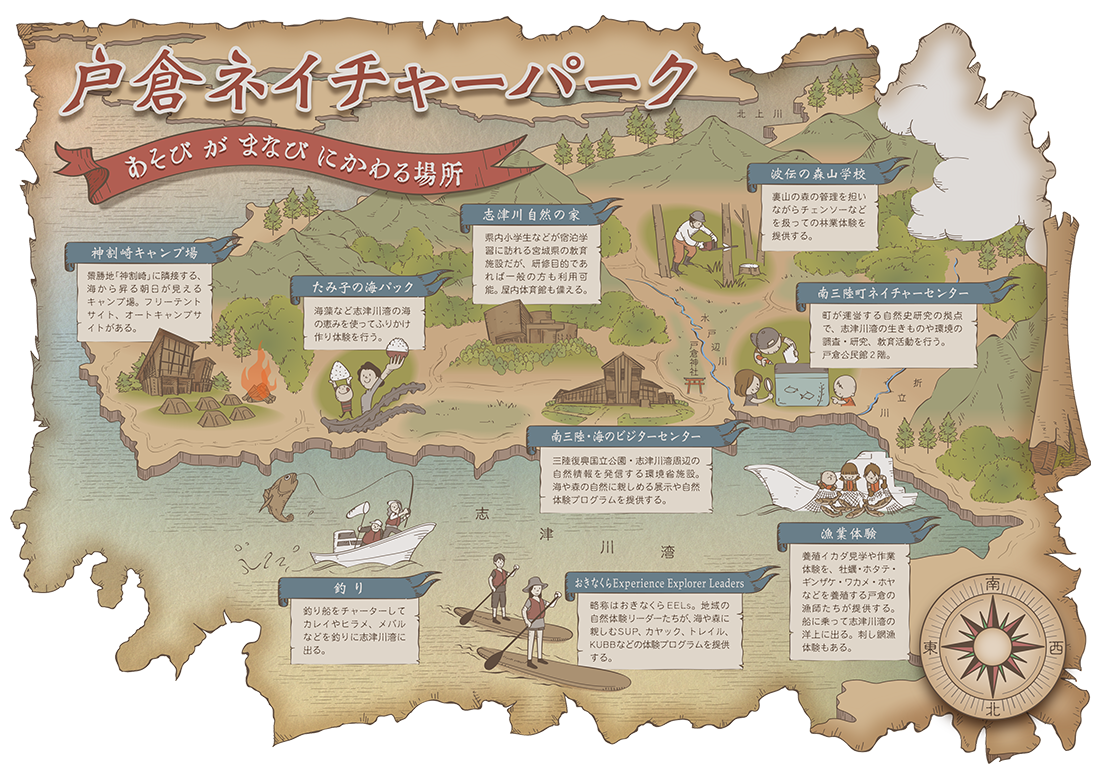 戸倉ネイチャーパーク
あそび が まなび にかわる場所
北上川
波伝の森山学校
裏山の森の管理を担い
ながらチェンソーなど
を扱っての林業体験を
提供する。
志津川自然の家
県内小学生などが宿泊学
習に訪れる宮城県の教育
施設だが、研修目的であ
れば一般の方も利用可
能。屋内体育館も備える。
神割崎キャンプ場
景勝地「神割崎」に隣接する、
海から昇る朝日が見える
キャンプ場。フリーテント
サイト、オートキャンプサ
イトがある。
たみ子の海パック
海藻など志津川湾の海
の恵みを使ってふりかけ
作り体験を行う。
南三陸町ネイチャーセンター
町が運営する自然史研究の拠点
で、志津川湾の生きものや環境の
調査・研究、教育活動を行う。
戸倉公民館2階。
水戸辺川
戸倉神社
折立川
南三陸・海のビジターセンター
三陸復興国立公園・志津川湾周辺の
自然情報を発信する環境省施設。
海や森の自然に親しめる展示や自然
体験プログラムを提供する。
志津川湾
漁業体験
養殖イカダ見学や作業
体験を、牡蠣・ホタテ・
ギンザケ・ワカメ・ホヤ
などを養殖する戸倉の
漁師たちが提供する。
船に乗って志津川湾の
洋上に出る。刺し網漁
体験もある。
釣り
釣り船をチャーターして
カレイやヒラメ、メバル
などを釣りに志津川湾に
出る。
おきなくらExperience Explorer Leaders
略称はおきなくらEELs。地域の
自然体験リーダーたちが、海や森に
親しむSUP、カヤック、トレイル、
KUBBなどの体験プログラムを提供
する。
南
東
西
北